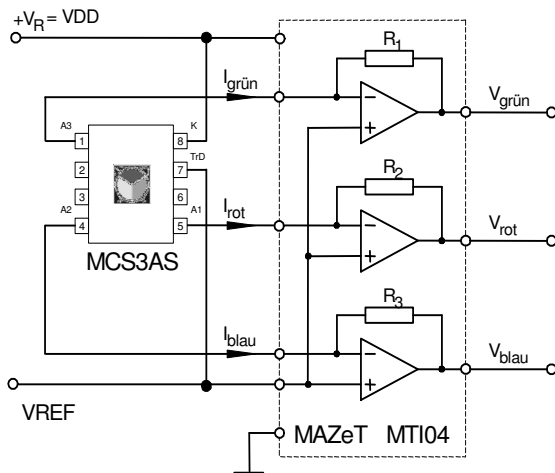 +V_R = VDD
R_1
I_grün
V_grün
A3
K
1
8
TrD
2
7
3
6
A2
A1
4
5
MCS3AS
I_rot
R_2
V_rot
I_blau
R_3
V_blau
VREF
MAZeT MTI04
− + − + − +